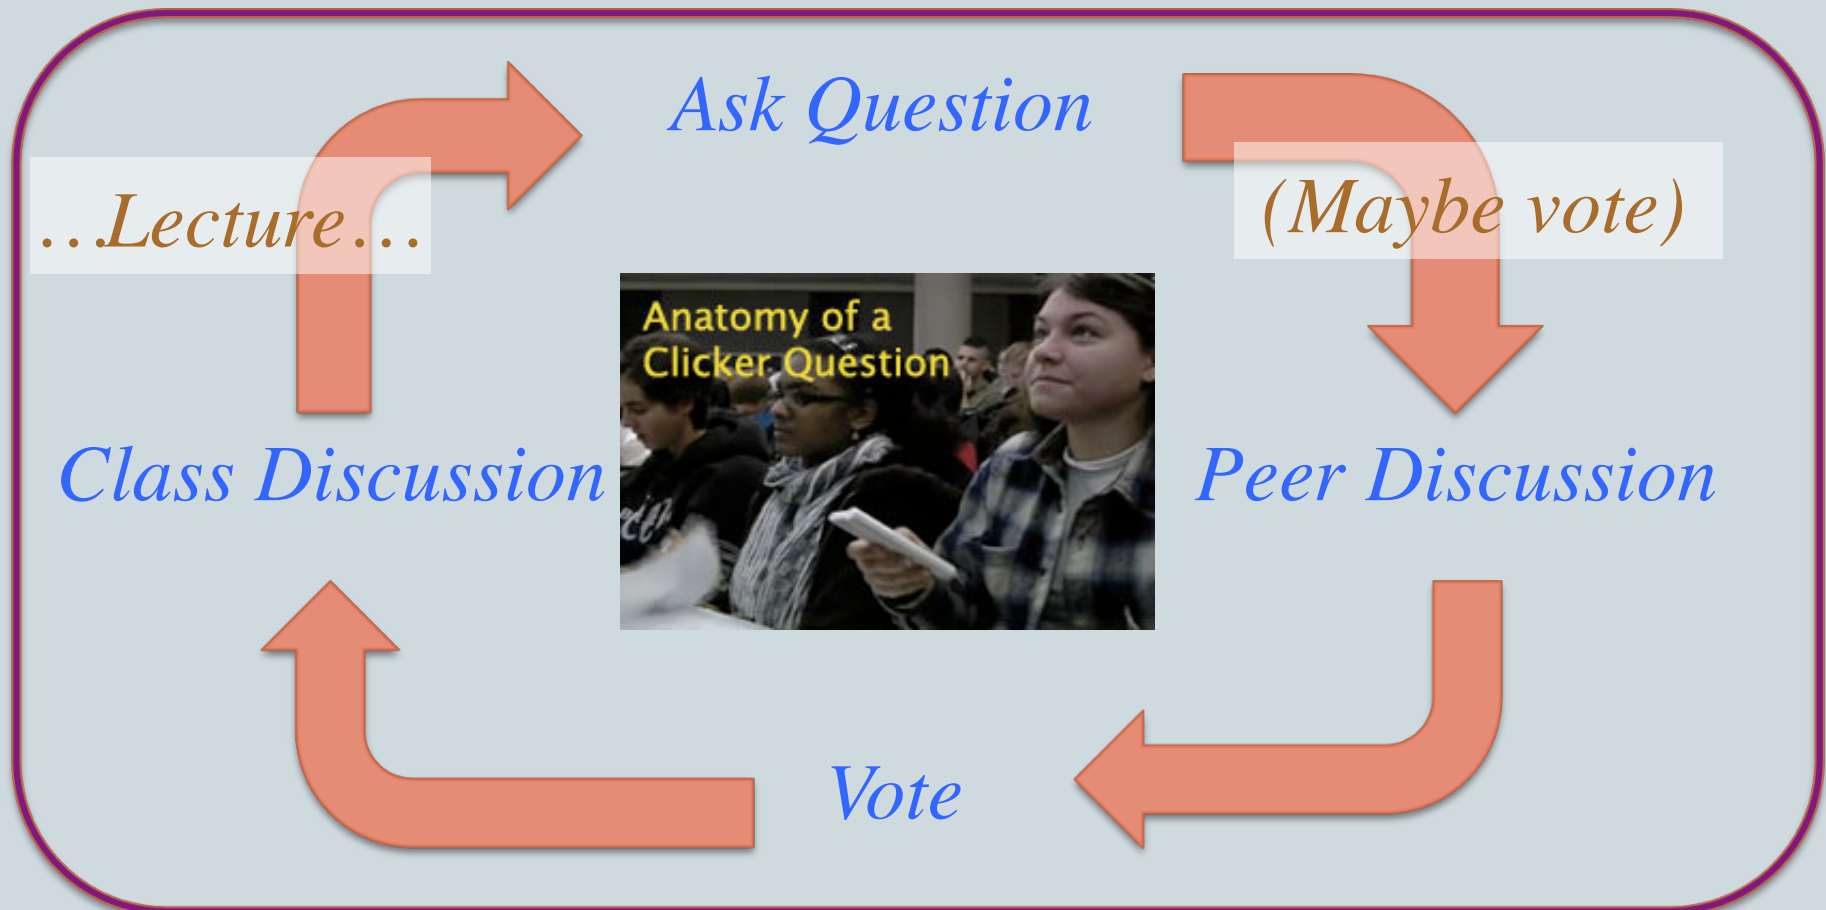 Ask Question
(Maybe vote)
…Lecture…
Anatomy of a
Clicker Question
Class Discussion
Peer Discussion
Vote